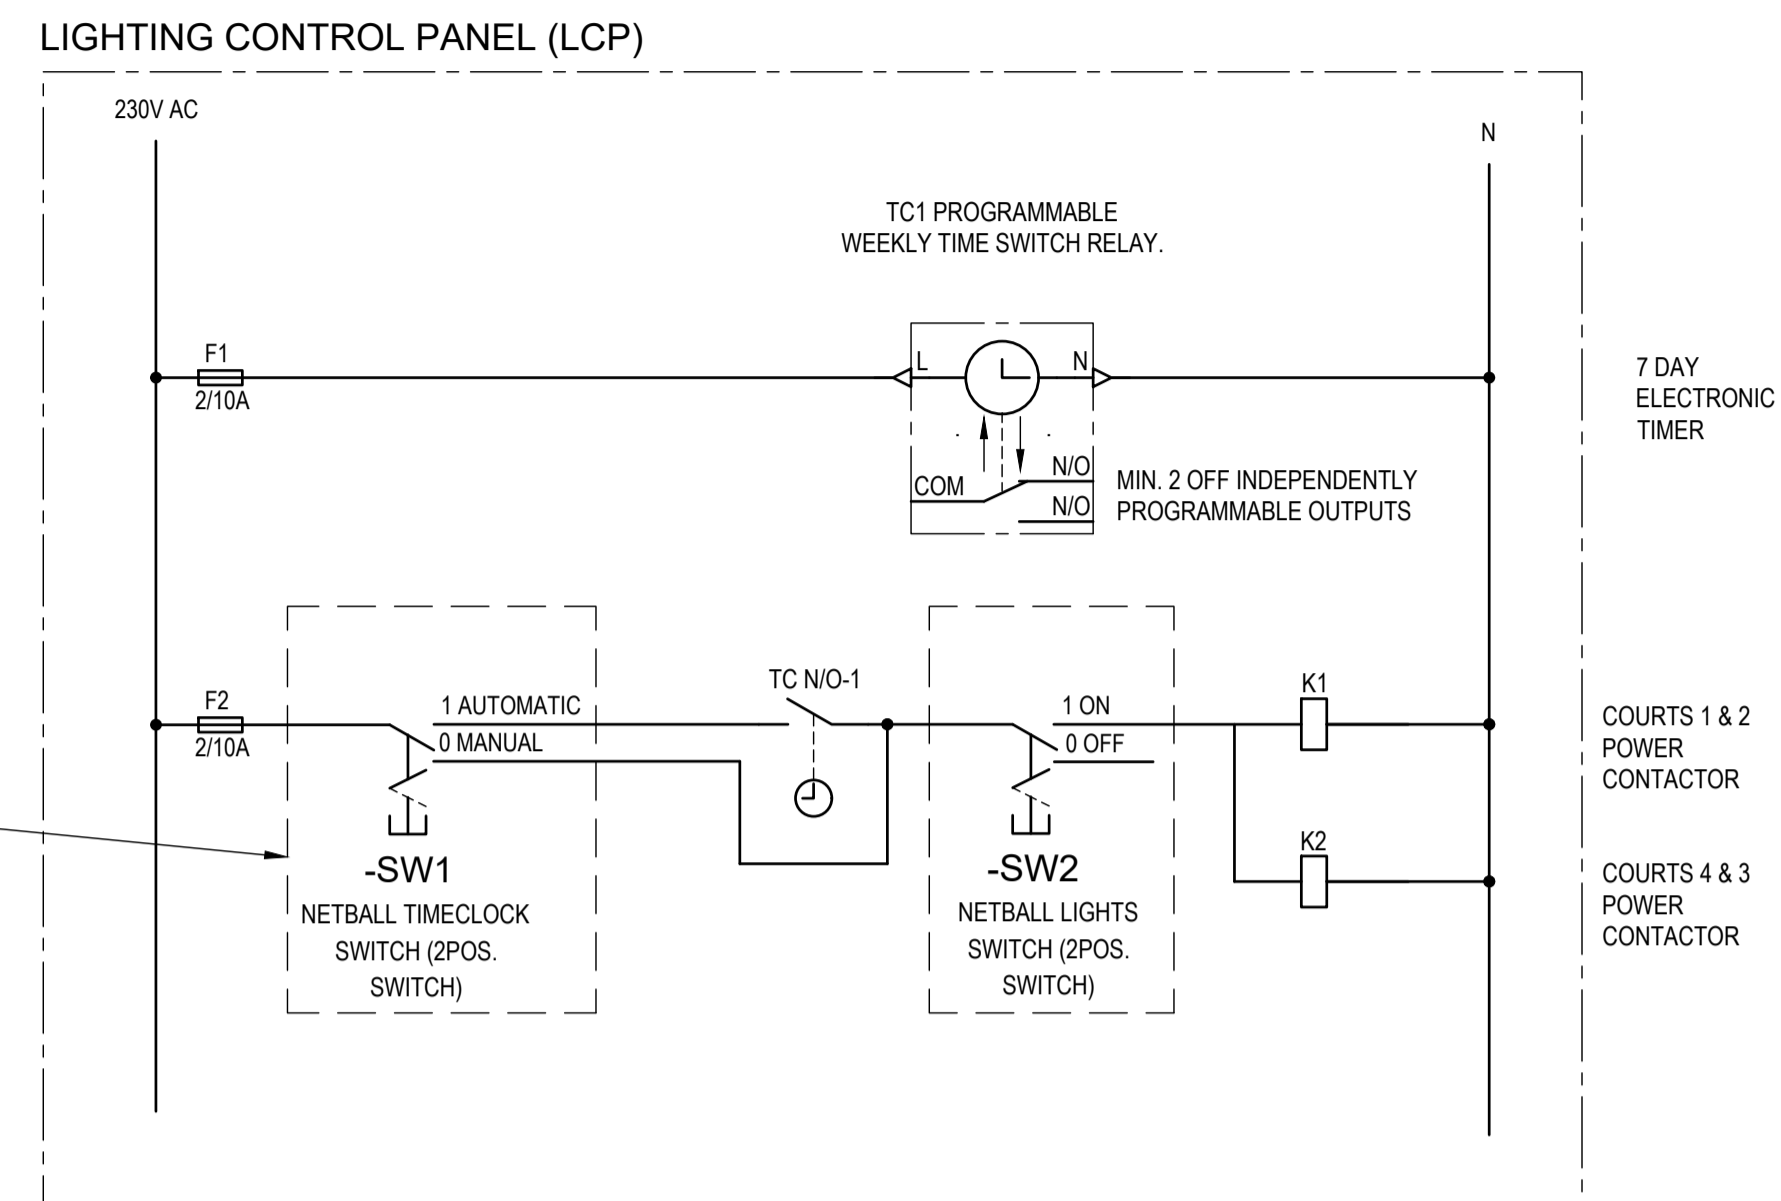 LIGHTING CONTROL PANEL (LCP)
230V AC
N
TC1 PROGRAMMABLE
WEEKLY TIME SWITCH RELAY.
F1
2/10A
L
N
COM
N/O
N/O
MIN. 2 OFF INDEPENDENTLY
PROGRAMMABLE OUTPUTS
7 DAY
ELECTRONIC
TIMER
F2
2/10A
1 AUTOMATIC
0 MANUAL
-SW1
NETBALL TIMECLOCK
SWITCH (2POS.
SWITCH)
TC N/O-1
1 ON
0 OFF
-SW2
NETBALL LIGHTS
SWITCH (2POS.
SWITCH)
K1
COURTS 1 & 2
POWER
CONTACTOR
K2
COURTS 4 & 3
POWER
CONTACTOR